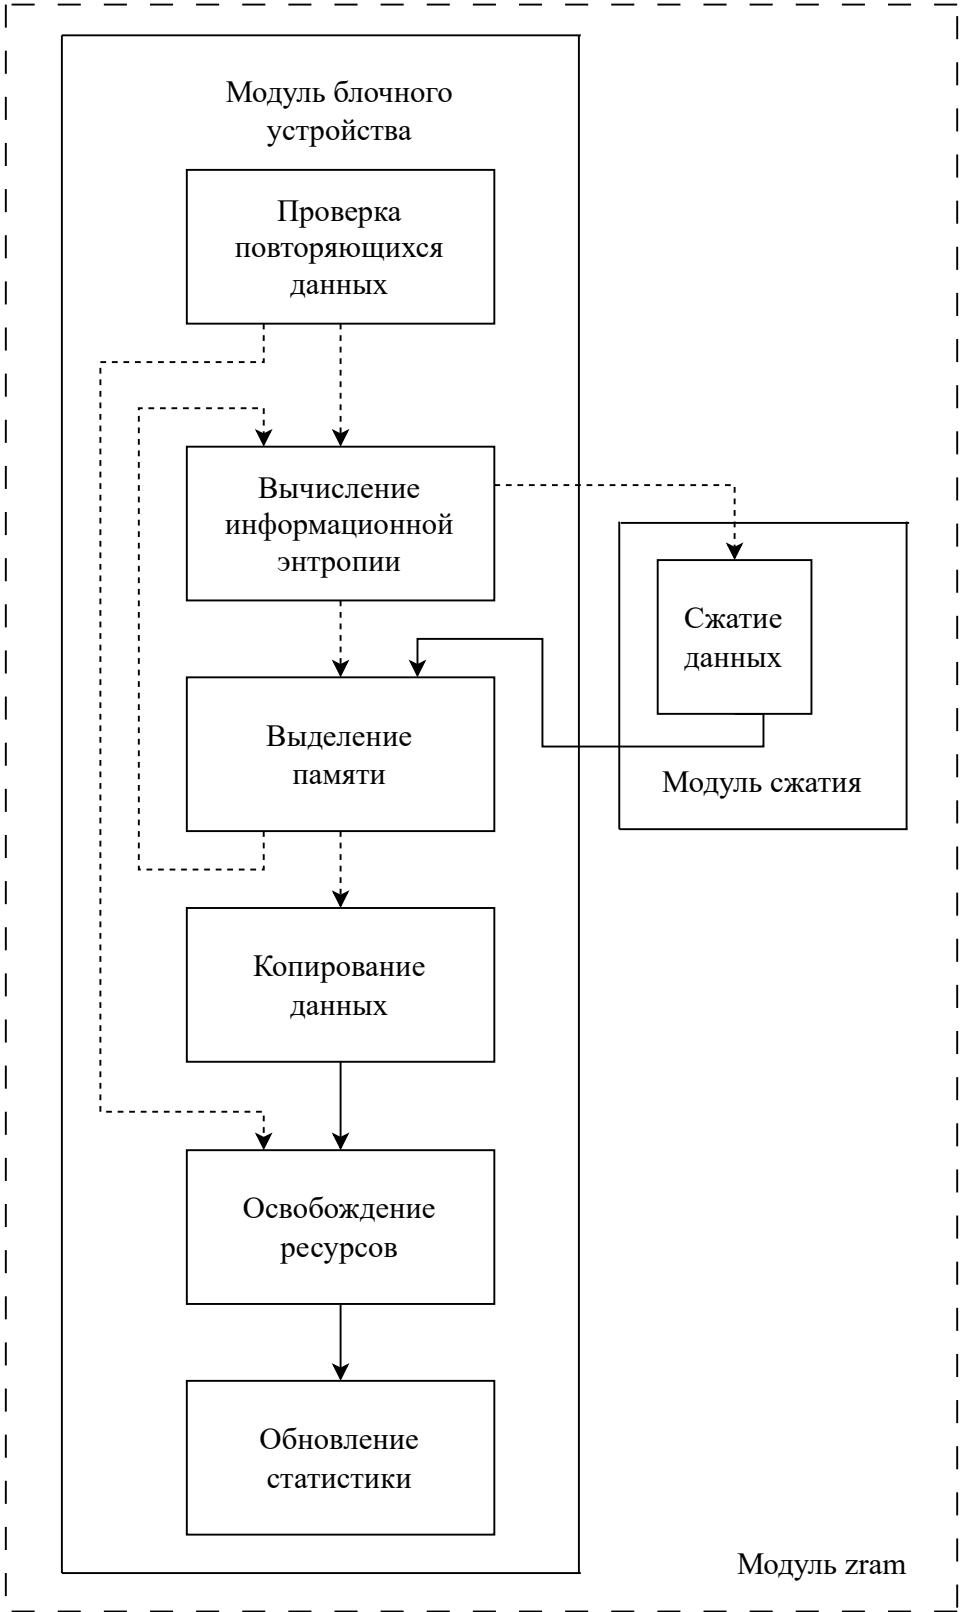 Модуль блочного
устройства
Проверка
повторяющихся
данных
Вычисление
информационной
энтропии
Сжатие
данных
Модуль сжатия
Выделение
памяти
Копирование
данных
Освобождение
ресурсов
Обновление
статистики
Модуль zram